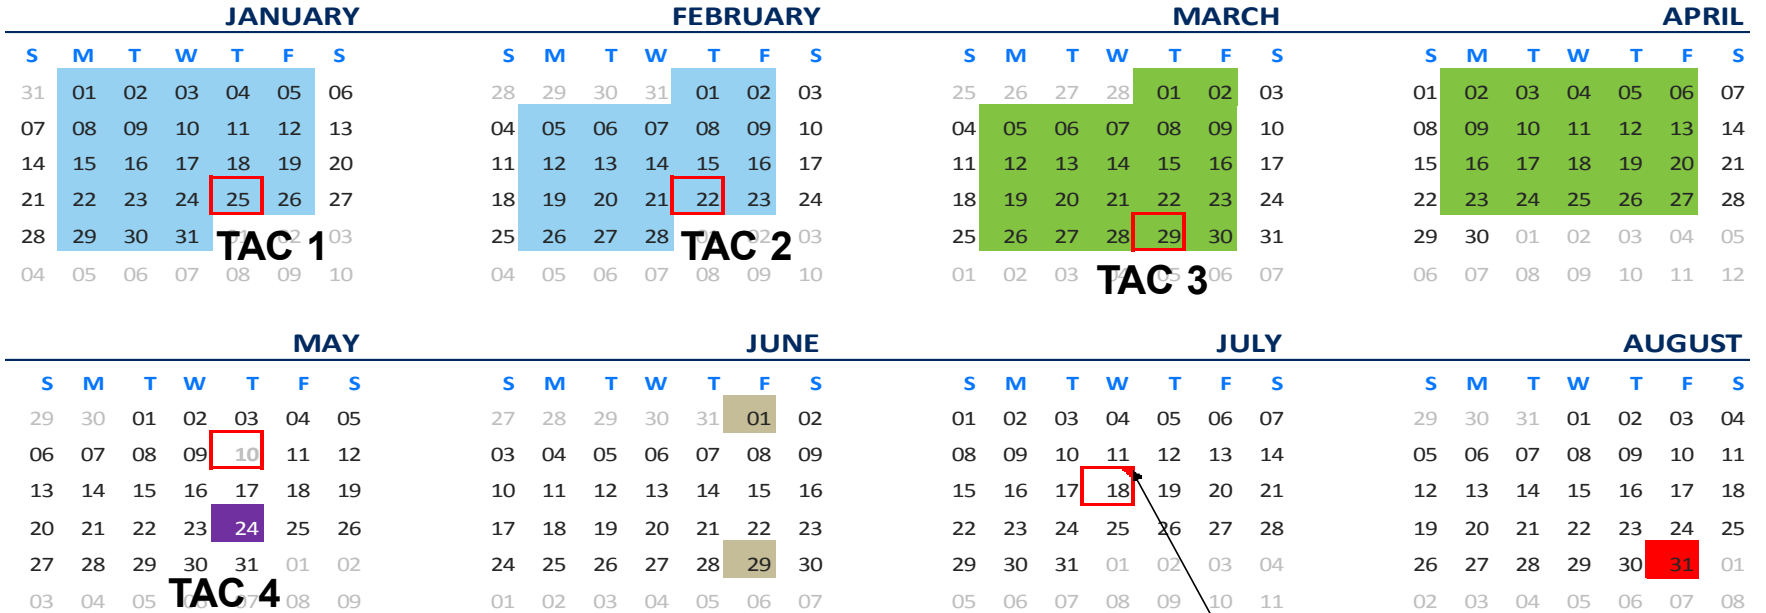 JANUARY FEBRUARY MARCH APRIL
S M T W T F S S M T W T F S S M T W T F S S M T W T F S
31 01 02 03 04 05 06 28 29 30 31 01 02 03 25 26 27 28 01 02 03 01 02 03 04 05 06 07
07 08 09 10 11 12 13 04 05 06 07 08 09 10 04 05 06 07 08 09 10 08 09 10 11 12 13 14
14 15 16 17 18 19 20 11 12 13 14 15 16 17 11 12 13 14 15 16 17 15 16 17 18 19 20 21
21 22 23 24 25 26 27 18 19 20 21 22 23 24 18 19 20 21 22 23 24 22 23 24 25 26 27 28
28 29 30 31 TAC 1 03 25 26 27 28 TAC 2 03 25 26 27 28 29 30 31 29 30 01 02 03 04 05
04 05 06 07 08 09 10 04 05 06 07 08 09 10 01 02 03 TAC 3 06 07 06 07 08 09 10 11 12
MAY JUNE JULY AUGUST
S M T W T F S S M T W T F S S M T W T F S S M T W T F S
29 30 01 02 03 04 05 27 28 29 30 31 01 02 01 02 03 04 05 06 07 29 30 31 01 02 03 04
06 07 08 09 10 11 12 03 04 05 06 07 08 09 08 09 10 11 12 13 14 05 06 07 08 09 10 11
13 14 15 16 17 18 19 10 11 12 13 14 15 16 15 16 17 18 19 20 21 12 13 14 15 16 17 18
20 21 22 23 24 25 26 17 18 19 20 21 22 23 22 23 24 25 26 27 28 19 20 21 22 23 24 25
27 28 29 30 31 01 02 24 25 26 27 28 29 30 29 30 31 01 02 03 04 26 27 28 29 30 31 01
03 04 05 TAC 4 08 09 01 02 03 04 05 06 07 05 06 07 08 09 10 11 02 03 04 05 06 07 08